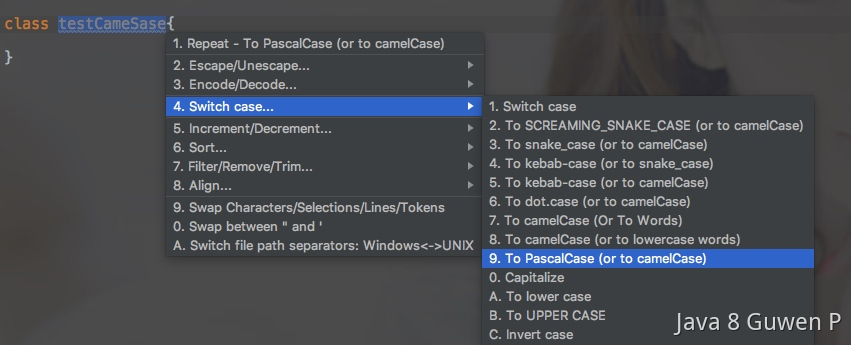 class testCameSase{
}
1. Repeat - To PascalCase (or to camelCase)
2. Escape/Unescape...
3. Encode/Decode...
4. Switch case...
5. Increment/Decrement...
6. Sort...
7. Filter/Remove/Trim...
8. Align...
9. Swap Characters/Selections/Lines/Tokens
0. Swap between " and '
A. Switch file path separators: Windows<->UNIX
1. Switch case
2. To SCREAMING_SNAKE_CASE (or to camelCase)
3. To snake_case (or to camelCase)
4. To kebab-case (or to snake_case)
5. To kebab-case (or to camelCase)
6. To dot.case (or to camelCase)
7. To camelCase (Or To Words)
8. To camelCase (or to lowercase words)
9. To PascalCase (or to camelCase)
0. Capitalize
A. To lower case
B. To UPPER CASE
C. Invert case
Java 8 Guwen P